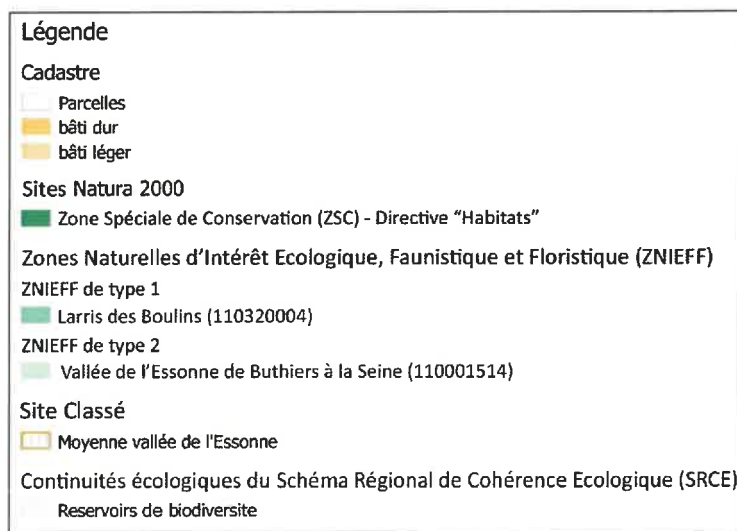 Légende
Cadastre
Parcelles
bâti dur
bâti léger
Sites Natura 2000
Zone Spéciale de Conservation (ZSC) - Directive "Habitats"
Zones Naturelles d'Intérêt Ecologique, Faunistique et Floristique (ZNIEFF)
ZNIEFF de type 1
Larris des Boulins (110320004)
ZNIEFF de type 2
Vallée de l'Essonne de Buthiers à la Seine (110001514)
Site Classé
Moyenne vallée de l'Essonne
Continuités écologiques du Schéma Régional de Cohérence Ecologique (SRCE)
Reservoirs de biodiversite